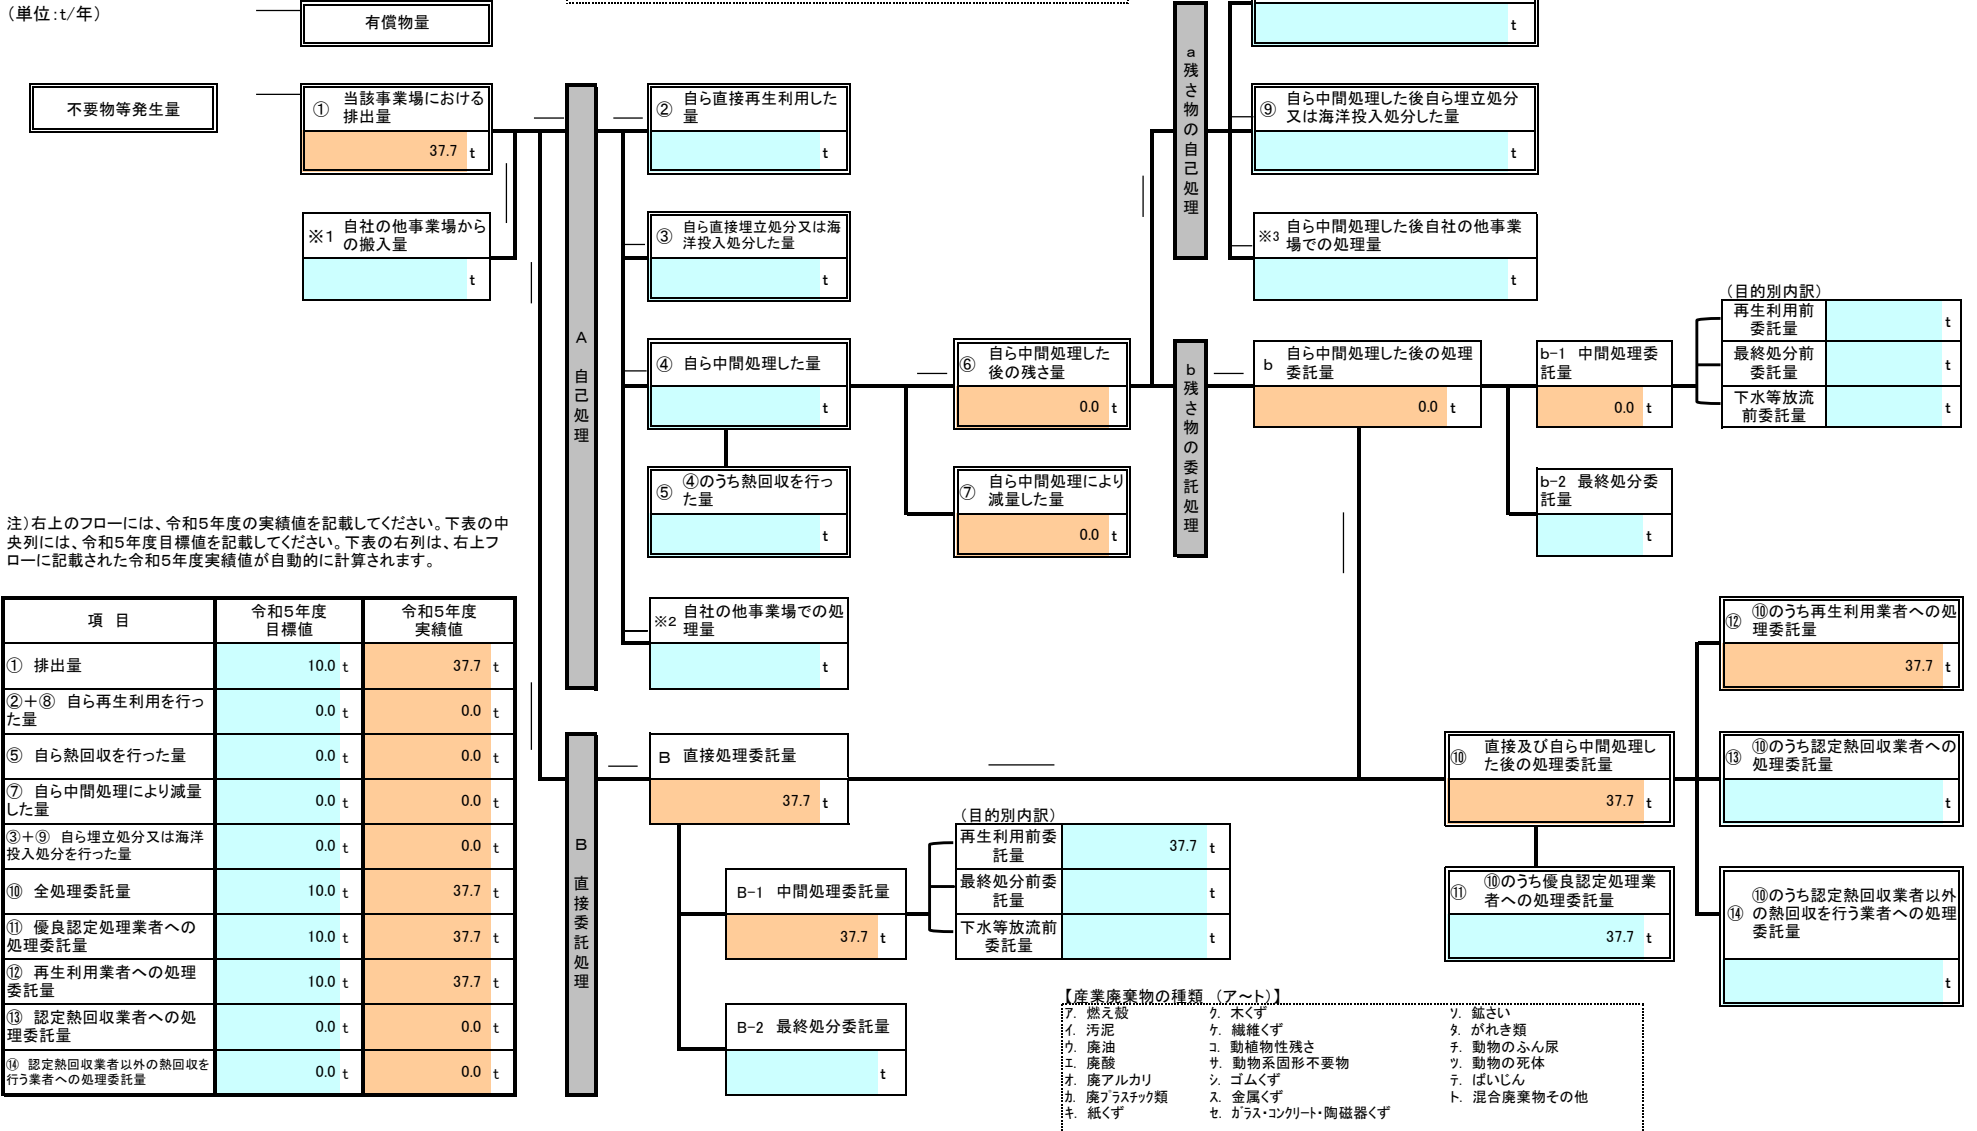 (単位:t/年)
有償物量
不要物等発生量
① 当該事業場における
排出量
37.7 t
※1 自社の他事業場から
の搬入量
t
A 自己処理
② 自ら直接再生利用した
量
t
③ 自ら直接埋立処分又は海
洋投入処分した量
t
④ 自ら中間処理した量
t
⑤ ④のうち熱回収を行っ
た量
t
※2 自社の他事業場での処
理量
t
⑥ 自ら中間処理した
後の残さ量
0.0 t
⑦ 自ら中間処理により
減量した量
0.0 t
a残さ物の自己処理
t
⑨ 自ら中間処理した後自ら埋立処分
又は海洋投入処分した量
t
※3 自ら中間処理した後自社の他事業
場での処理量
t
b残さ物の委託処理
b 自ら中間処理した後の処理
委託量
0.0 t
b-1 中間処理委
託量
0.0 t
b-2 最終処分委
託量
t
(目的別内訳)
再生利用前
委託量
t
最終処分前
委託量
t
下水等放流
前委託量
t
注)右上のフローには、令和5年度の実績値を記載してください。下表の中
央列には、令和5年度目標値を記載してください。下表の右列は、右上フ
ローに記載された令和5年度実績値が自動的に計算されます。
項 目 令和5年度
目標値 令和5年度
実績値
① 排出量 10.0 t 37.7 t
②+⑧ 自ら再生利用を行っ
た量 0.0 t 0.0 t
⑤ 自ら熱回収を行った量 0.0 t 0.0 t
⑦ 自ら中間処理により減量
した量 0.0 t 0.0 t
③+⑨ 自ら埋立処分又は海洋
投入処分を行った量 0.0 t 0.0 t
⑩ 全処理委託量 10.0 t 37.7 t
⑪ 優良認定処理業者への
処理委託量 10.0 t 37.7 t
⑫ 再生利用業者への処理
委託量 10.0 t 37.7 t
⑬ 認定熱回収業者への処
理委託量 0.0 t 0.0 t
⑭ 認定熱回収業者以外の熱回収を
行う業者への処理委託量 0.0 t 0.0 t
B 直接委託処理
B 直接処理委託量
37.7 t
B-1 中間処理委託量
37.7 t
B-2 最終処分委託量
t
(目的別内訳)
再生利用前委
託量
37.7 t
最終処分前委
託量
t
下水等放流前
委託量
t
⑩ 直接及び自ら中間処理し
た後の処理委託量
37.7 t
⑪ ⑩のうち優良認定処理業
者への処理委託量
37.7 t
⑫ ⑩のうち再生利用業者への処
理委託量
37.7 t
⑬ ⑩のうち認定熱回収業者への
処理委託量
t
⑭ ⑩のうち認定熱回収業者以外
の熱回収を行う業者への処理
委託量
t
【産業廃棄物の種類 (ア~ト)】
ア. 燃え殻 ク. 木くず ソ. 鉱さい
イ. 汚泥 ケ. 繊維くず タ. がれき類
ウ. 廃油 コ. 動植物性残さ チ. 動物のふん尿
エ. 廃酸 サ. 動物系固形不要物 ツ. 動物の死体
オ. 廃アルカリ シ. ゴムくず テ. ばいじん
カ. 廃プラスチック類 ス. 金属くず ト. 混合廃棄物その他
キ. 紙くず セ. ガラス・コンクリート・陶磁器くず